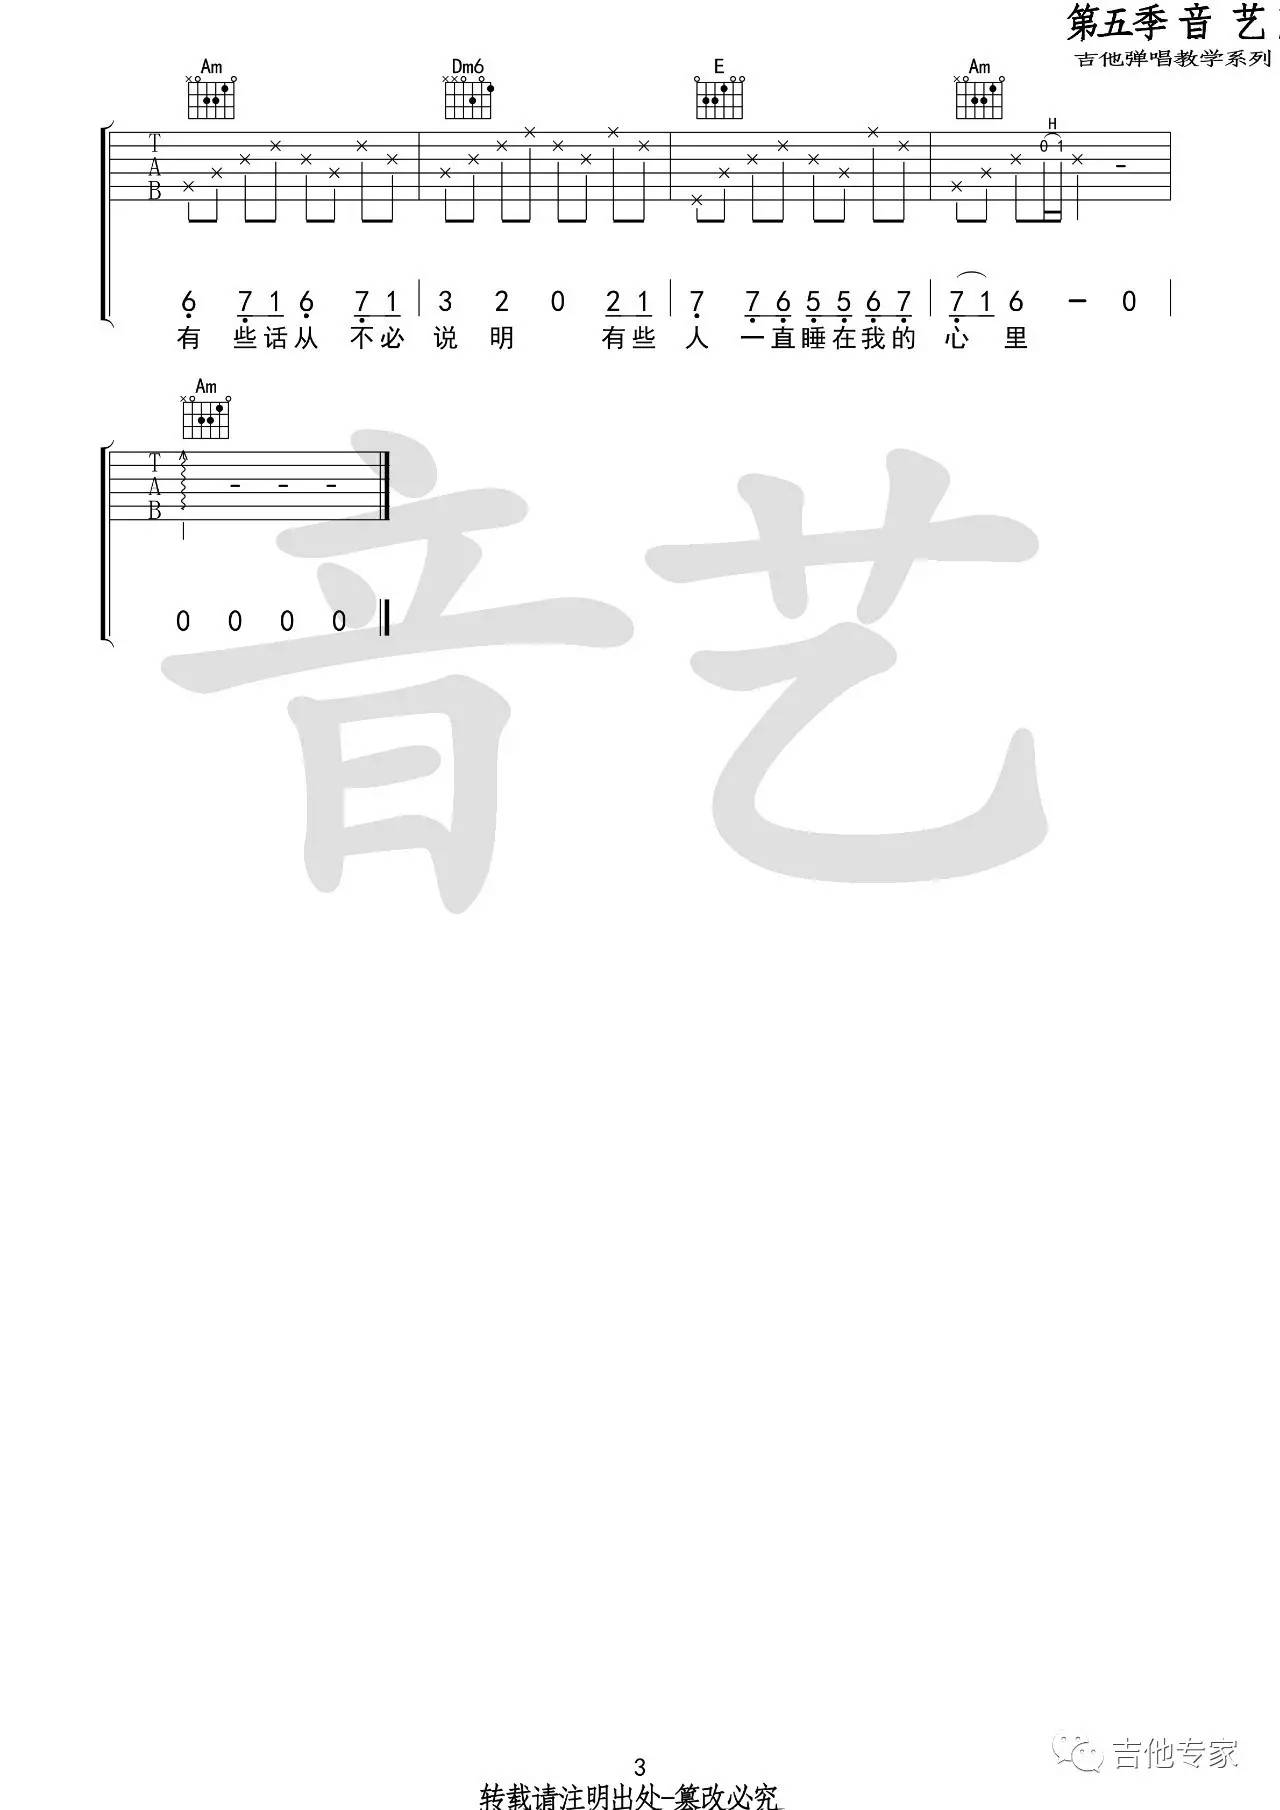 第五季音 艺
吉他弹唱教学系列
Am Dm6 E Am
H
T
A
B
0 1
6 7 1 6 7 1 3 2 0 2 1 7 7 6 5 5 6 7 7 1 6 - 0
有 些话从 不必 说 明 有些 人 一直睡在我的 心 里
Am
T
A
B
0 0 0 0
音艺
吉他专家
3
转载请注明出处-篡改必究